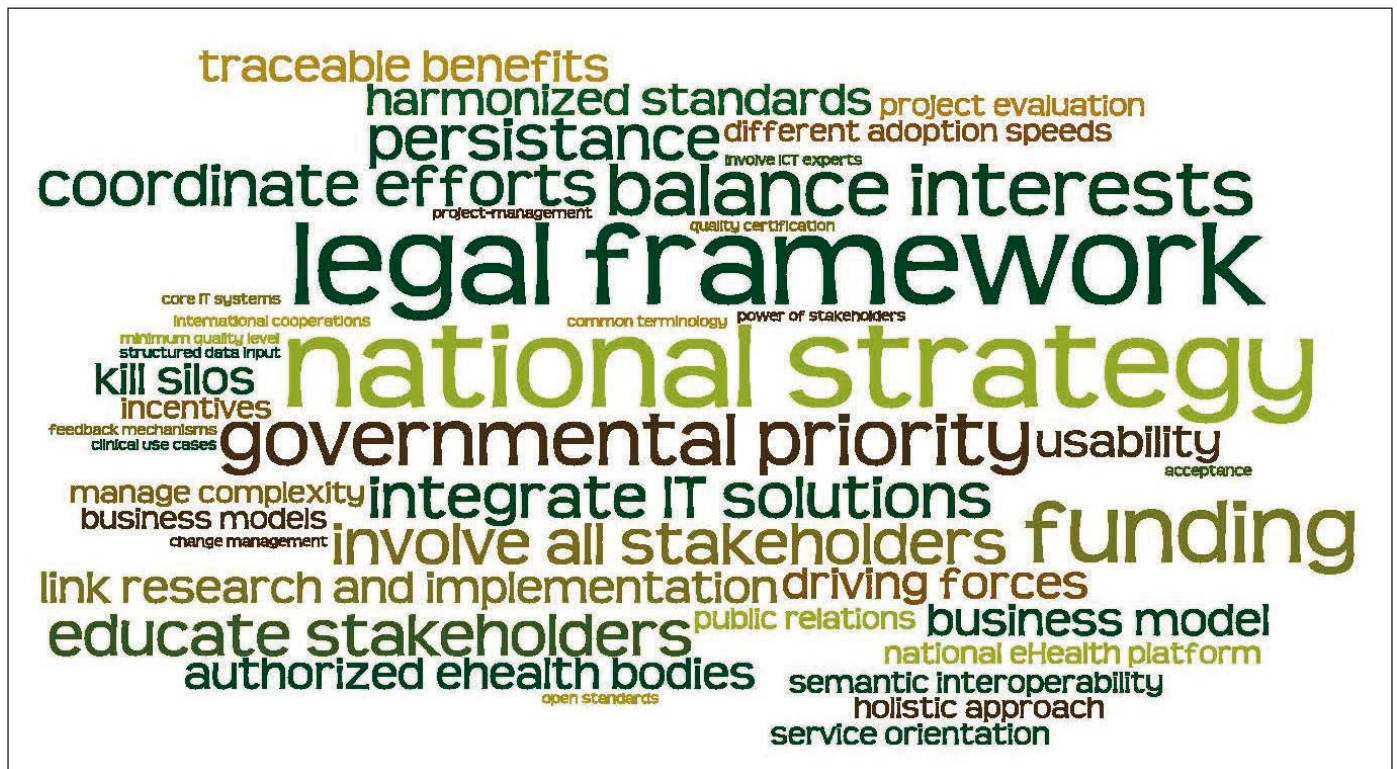 traceable benefits
harmonized standards project evaluation
persistance different adoption speeds
involve ICT experts
coordinate efforts balance interests
project-management
quality certification
legal framework
core IT systems
international cooperations
common terminology power of stakeholders
minimum quality level
structured data input
national strategy
kill silos
incentives
feedback mechanisms
clinical use cases
governmental priority usability
acceptance
manage complexity integrate IT solutions
business models
change management
involve all stakeholders funding
link research and implementation driving forces
educate stakeholders public relations business model
national eHealth platform
authorized ehealth bodies semantic interoperability
open standards
holistic approach
service orientation